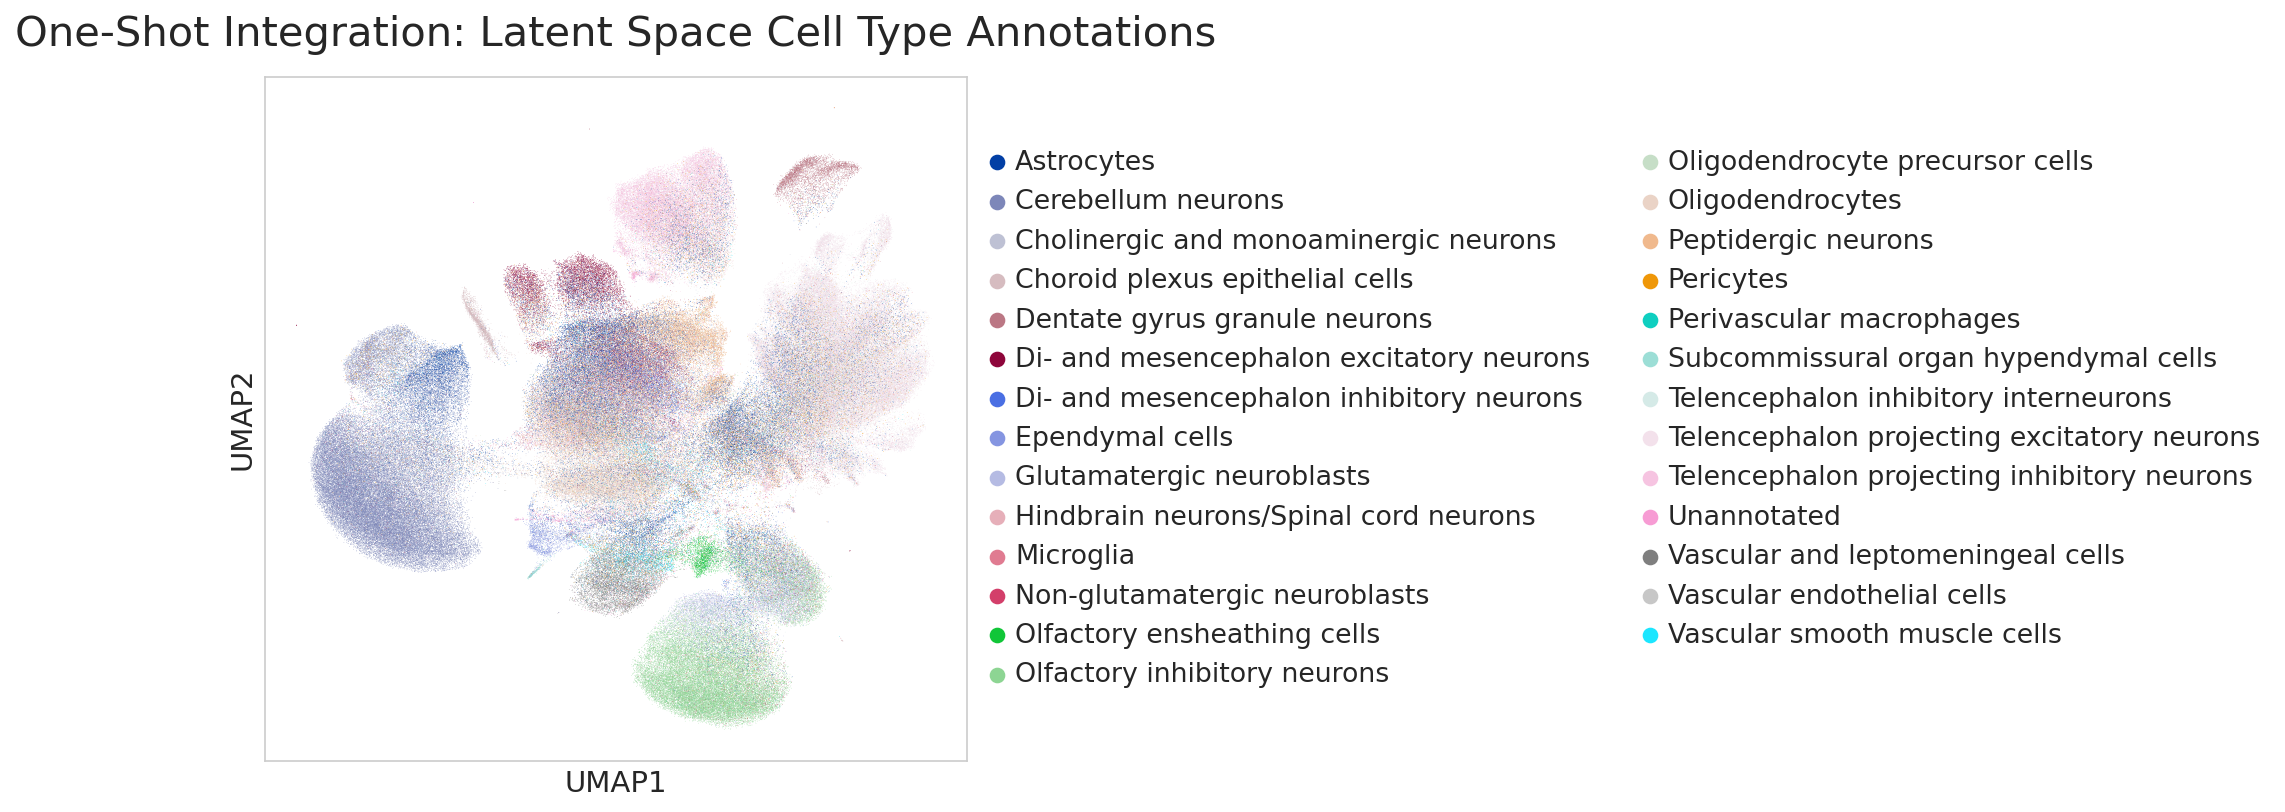 One-Shot Integration: Latent Space Cell Type Annotations
UMAP2
UMAP1
Astrocytes
Cerebellum neurons
Cholinergic and monoaminergic neurons
Choroid plexus epithelial cells
Dentate gyrus granule neurons
Di- and mesencephalon excitatory neurons
Di- and mesencephalon inhibitory neurons
Ependymal cells
Glutamatergic neuroblasts
Hindbrain neurons/Spinal cord neurons
Microglia
Non-glutamatergic neuroblasts
Olfactory ensheathing cells
Olfactory inhibitory neurons
Oligodendrocyte precursor cells
Oligodendrocytes
Peptidergic neurons
Pericytes
Perivascular macrophages
Subcommissural organ hypendymal cells
Telencephalon inhibitory interneurons
Telencephalon projecting excitatory neurons
Telencephalon projecting inhibitory neurons
Unannotated
Vascular and leptomeningeal cells
Vascular endothelial cells
Vascular smooth muscle cells